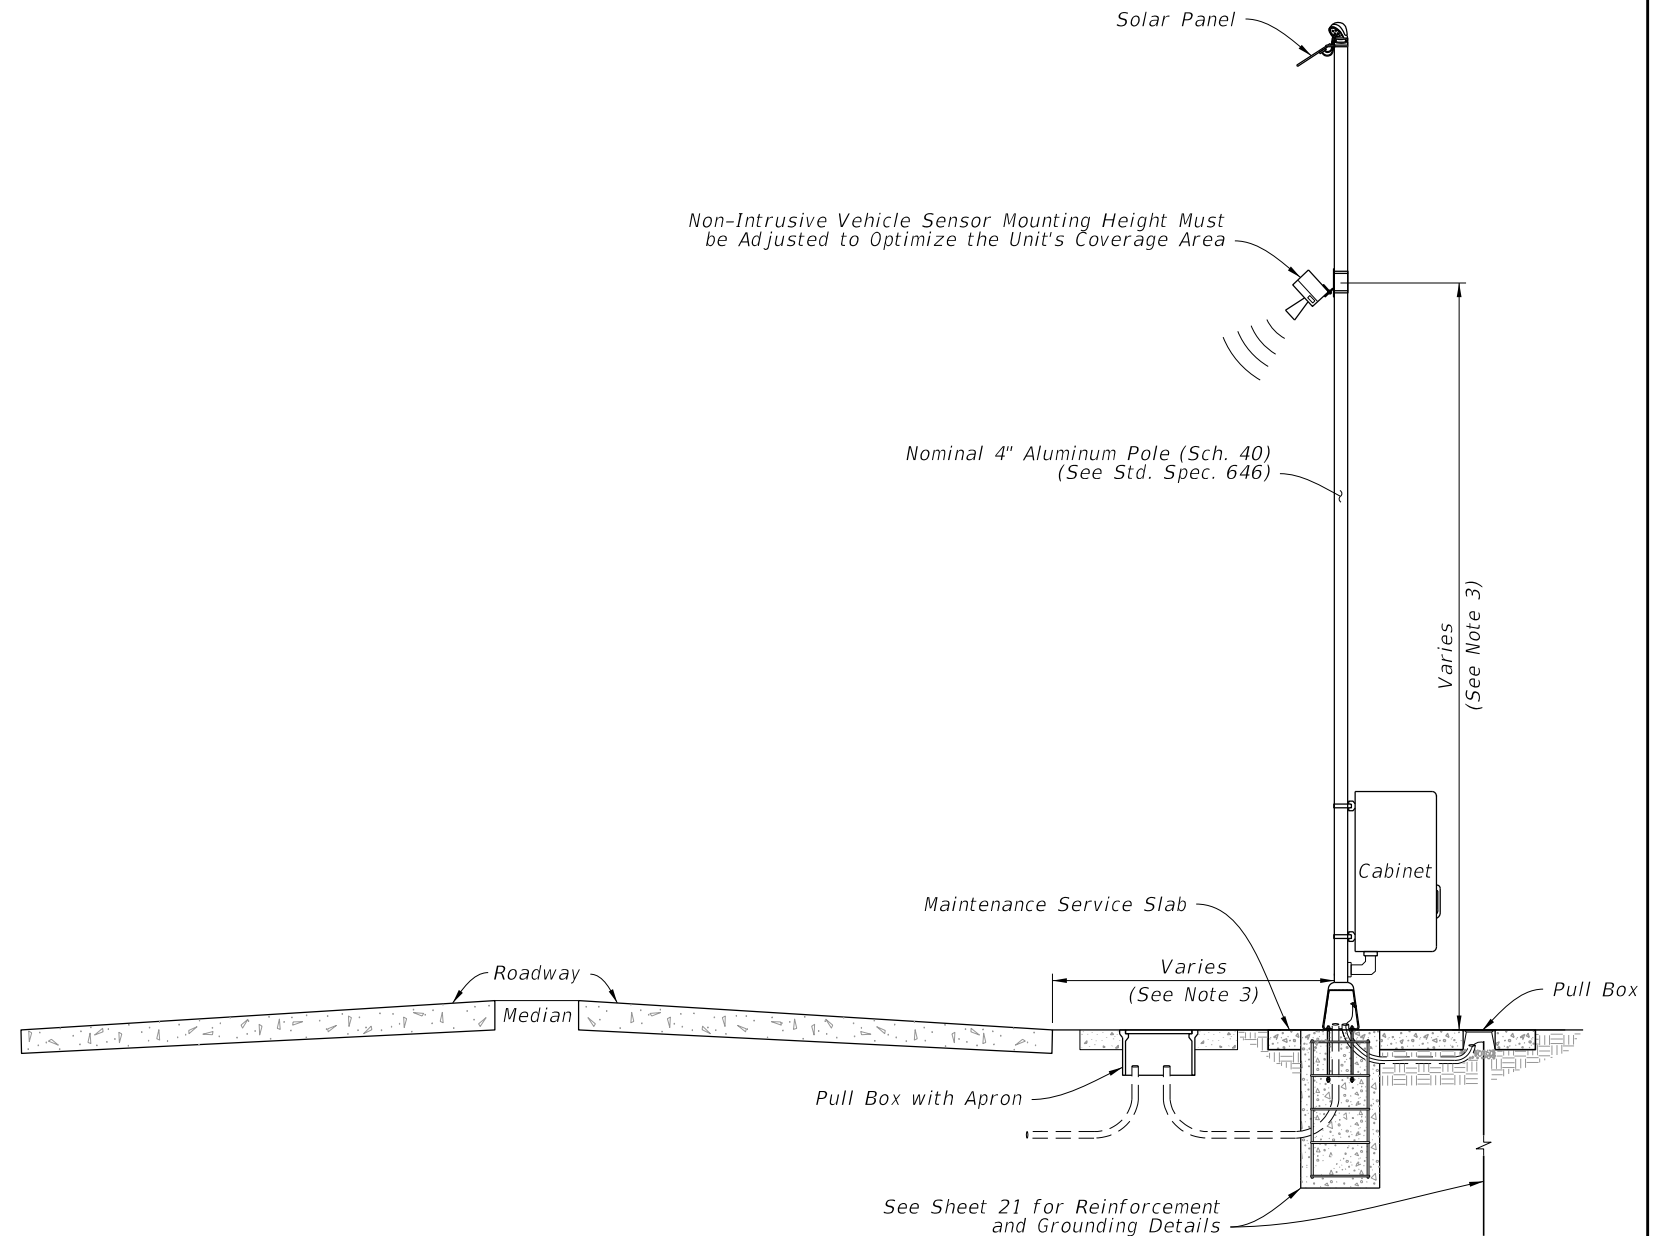 Solar Panel
Non-Intrusive Vehicle Sensor Mounting Height Must
be Adjusted to Optimize the Unit's Coverage Area
Nominal 4" Aluminum Pole (Sch. 40)
(See Std. Spec. 646)
Varies
(See Note 3)
Cabinet
Maintenance Service Slab
Varies
(See Note 3)
Roadway
Median
Pull Box
Pull Box with Apron
See Sheet 21 for Reinforcement
and Grounding Details